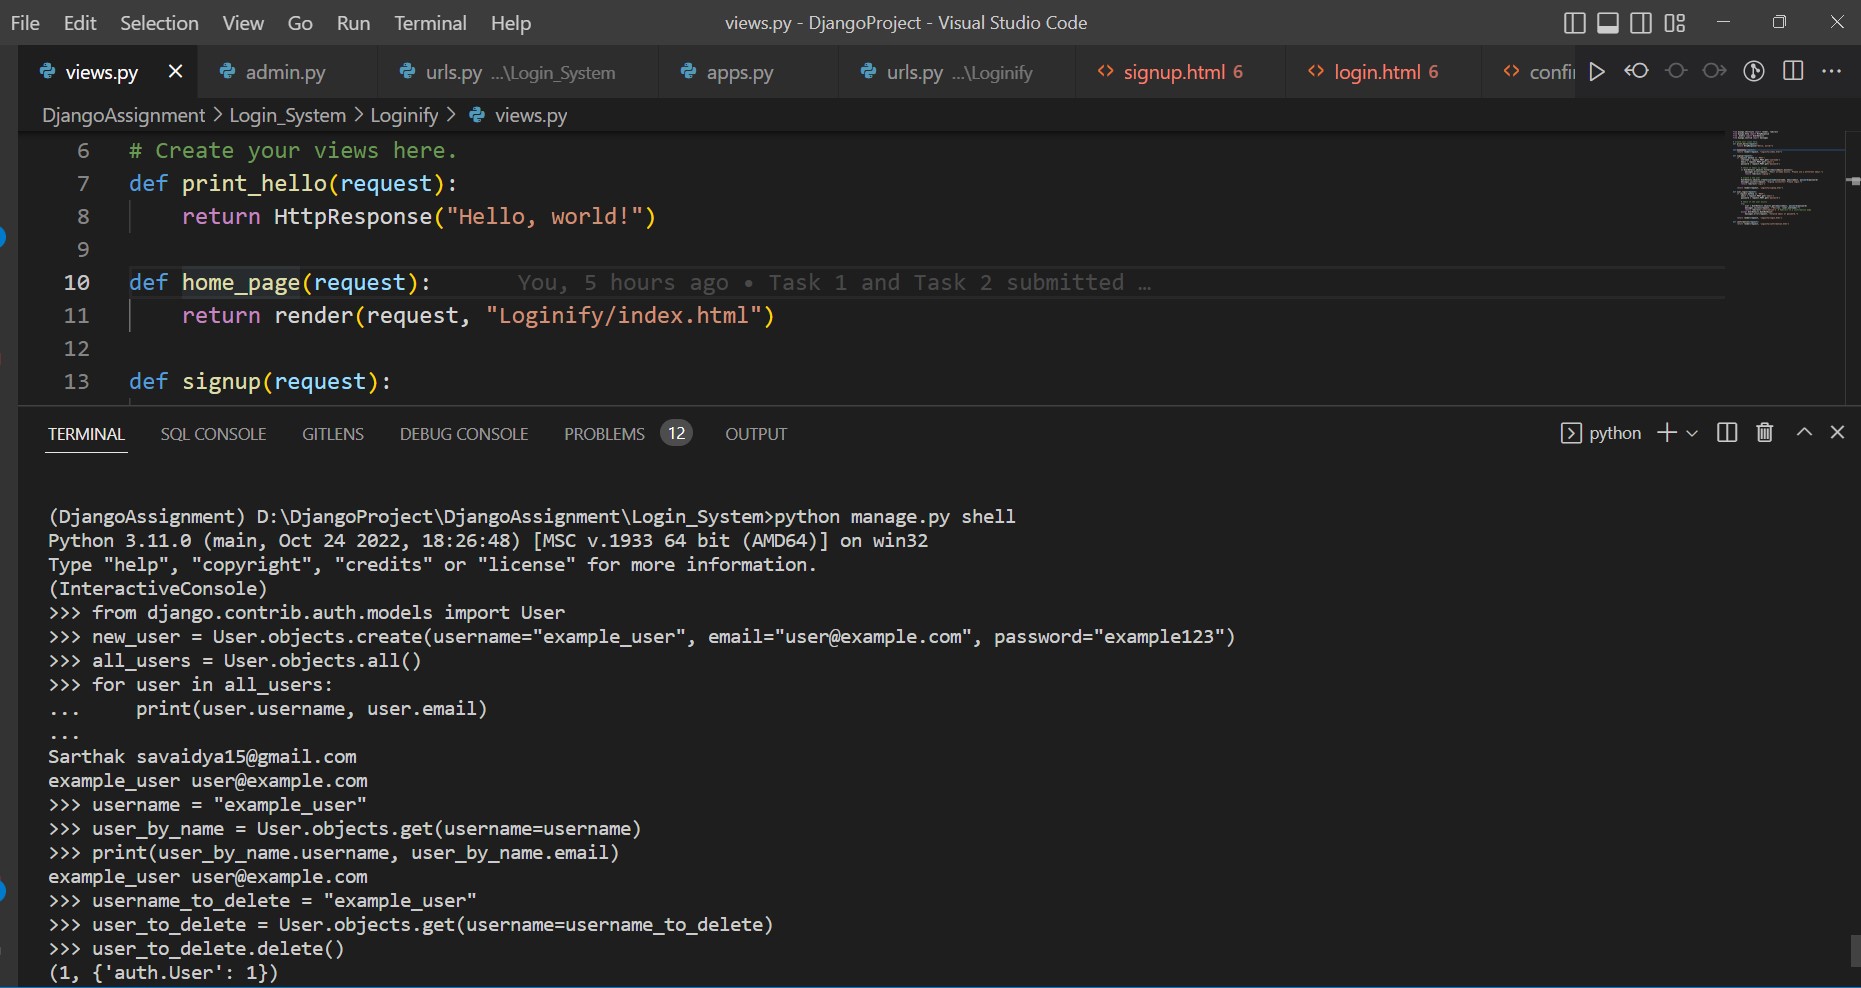 File Edit Selection View Go Run Terminal Help views.py - DjangoProject - Visual Studio Code
views.py admin.py urls.py ...\Login_System apps.py urls.py ...\Loginify signup.html 6 login.html 6
DjangoAssignment > Login_System > Loginify > views.py
6 # Create your views here.
7 def print_hello(request):
8 return HttpResponse("Hello, world!")
9
10 def home_page(request): You, 5 hours ago • Task 1 and Task 2 submitted …
11 return render(request, "Loginify/index.html")
12
13 def signup(request):
TERMINAL SQL CONSOLE GITLENS DEBUG CONSOLE PROBLEMS 12 OUTPUT python
(DjangoAssignment) D:\DjangoProject\DjangoAssignment\Login_System>python manage.py shell
Python 3.11.0 (main, Oct 24 2022, 18:26:48) [MSC v.1933 64 bit (AMD64)] on win32
Type "help", "copyright", "credits" or "license" for more information.
(InteractiveConsole)
>>> from django.contrib.auth.models import User
>>> new_user = User.objects.create(username="example_user", email="user@example.com", password="example123")
>>> all_users = User.objects.all()
>>> for user in all_users:
... print(user.username, user.email)
...
Sarthak savaidya15@gmail.com
example_user user@example.com
>>> username = "example_user"
>>> user_by_name = User.objects.get(username=username)
>>> print(user_by_name.username, user_by_name.email)
example_user user@example.com
>>> username_to_delete = "example_user"
>>> user_to_delete = User.objects.get(username=username_to_delete)
>>> user_to_delete.delete()
(1, {'auth.User': 1})